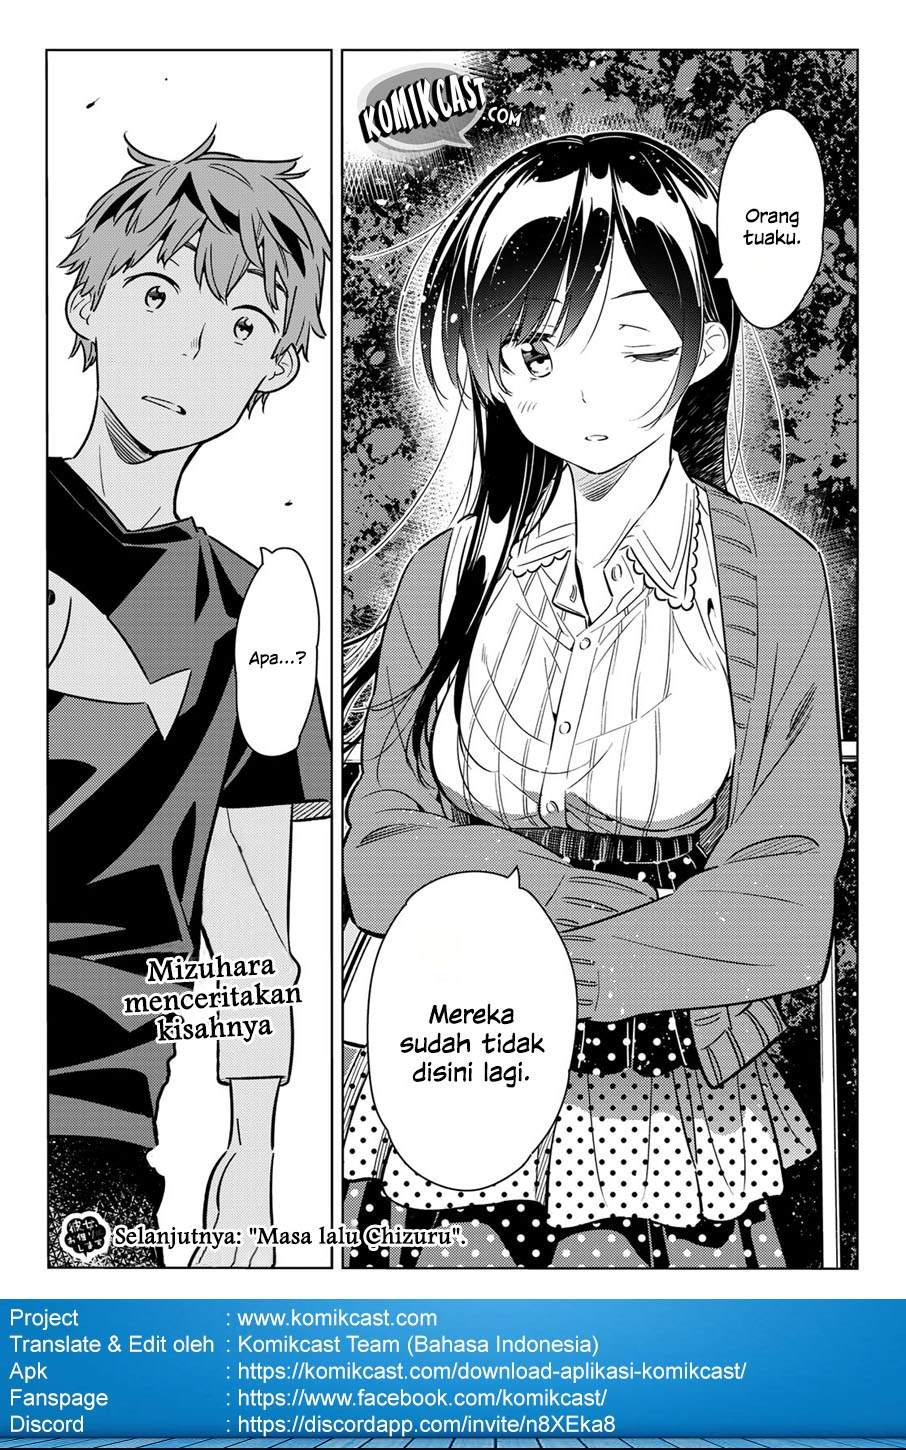 KOMIKCAST
.COM
Orang
tuaku.
Apa...?
Mereka
sudah tidak
disini lagi.
Mizuhara
menceritakan
kisahnya
Selanjutnya: "Masa lalu Chizuru".
Project : www.komikcast.com
Translate & Edit oleh : Komikcast Team (Bahasa Indonesia)
Apk : https://komikcast.com/download-aplikasi-komikcast/
Fanspage : https://www.facebook.com/komikcast/
Discord : https://discordapp.com/invite/n8XEka8